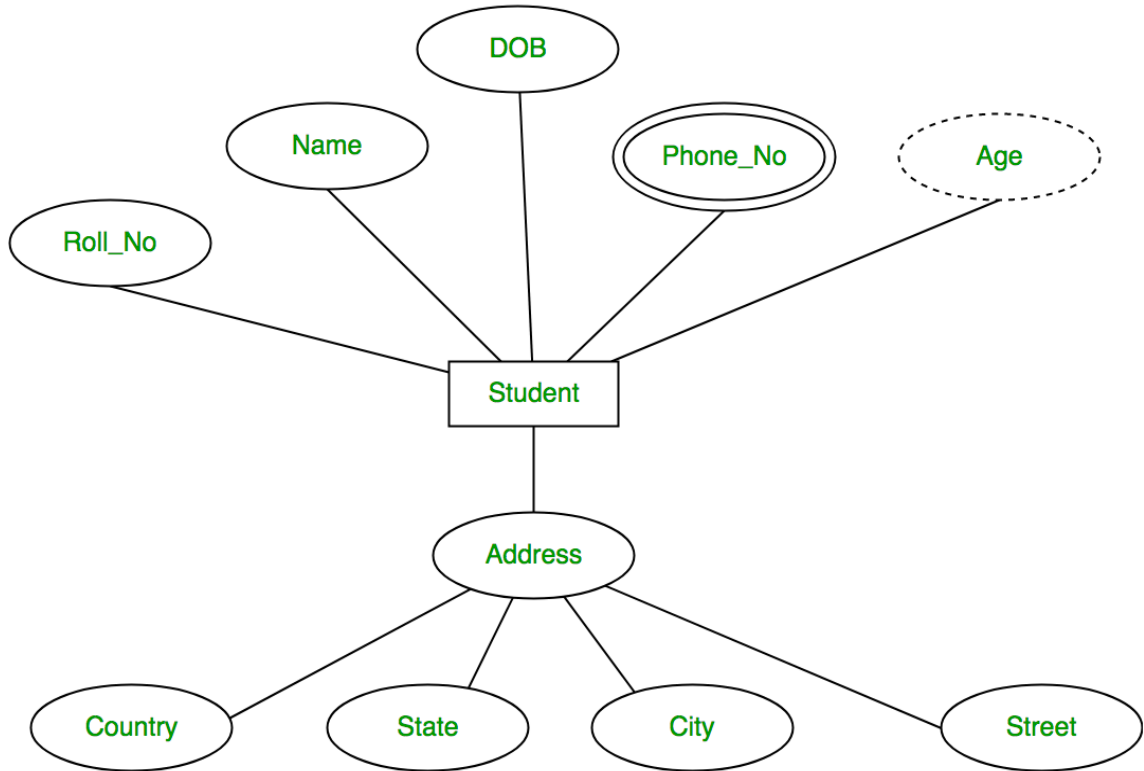 DOB
Name
Phone_No
Age
Roll_No
Student
Address
Country
State
City
Street